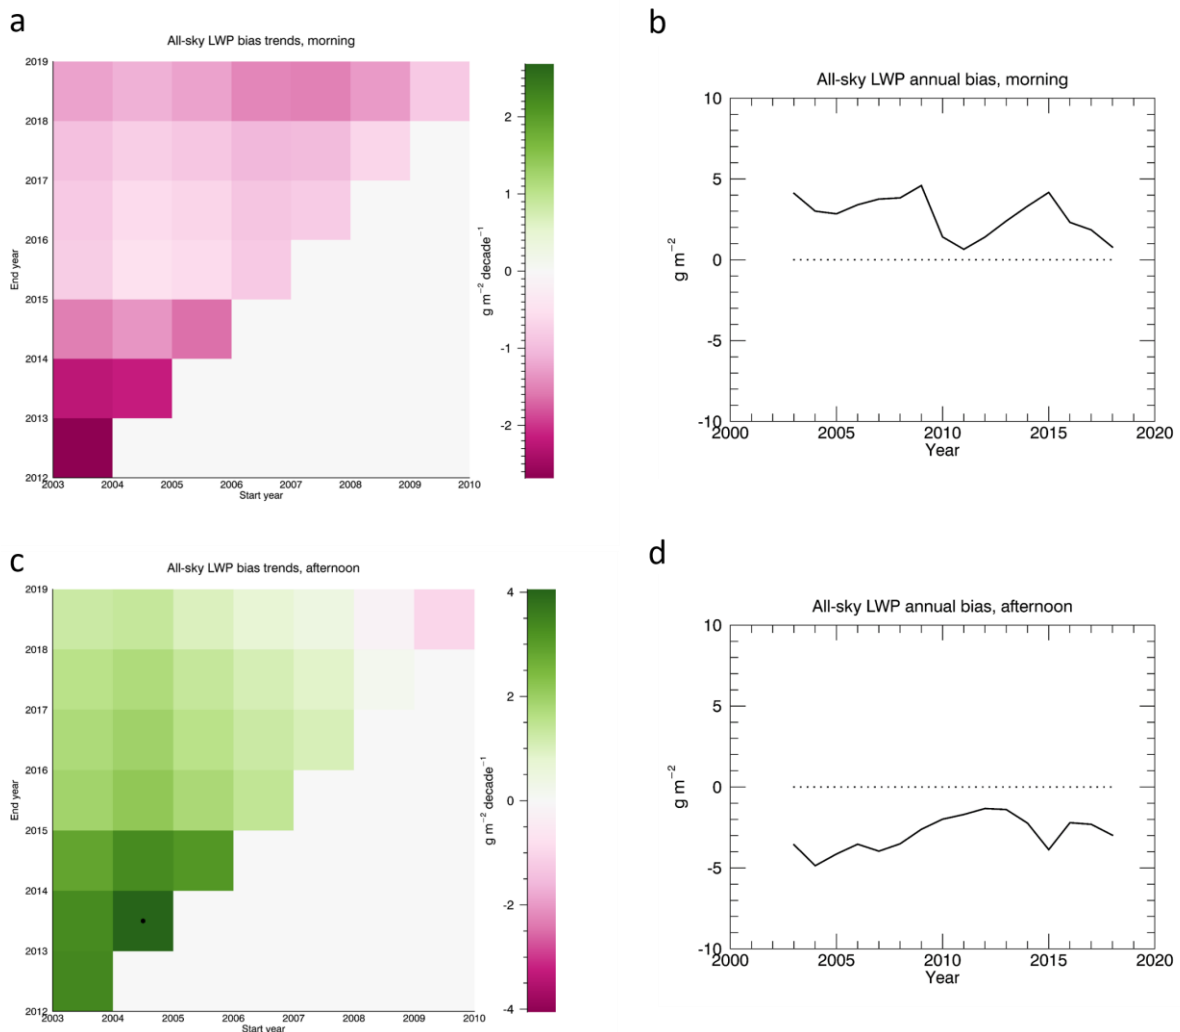 a
All-sky LWP bias trends, morning
2019
2018
2017
2016
2015
2014
2013
2012
End year
2003 2004 2005 2006 2007 2008 2009 2010
Start year
2
1
0
-1
-2
g m⁻² decade⁻¹
b
All-sky LWP annual bias, morning
10
5
0
-5
-10
g m⁻²
2000 2005 2010 2015 2020
Year
c
All-sky LWP bias trends, afternoon
2019
2018
2017
2016
2015
2014
2013
2012
End year
2003 2004 2005 2006 2007 2008 2009 2010
Start year
4
2
0
-2
-4
g m⁻² decade⁻¹
d
All-sky LWP annual bias, afternoon
10
5
0
-5
-10
g m⁻²
2000 2005 2010 2015 2020
Year